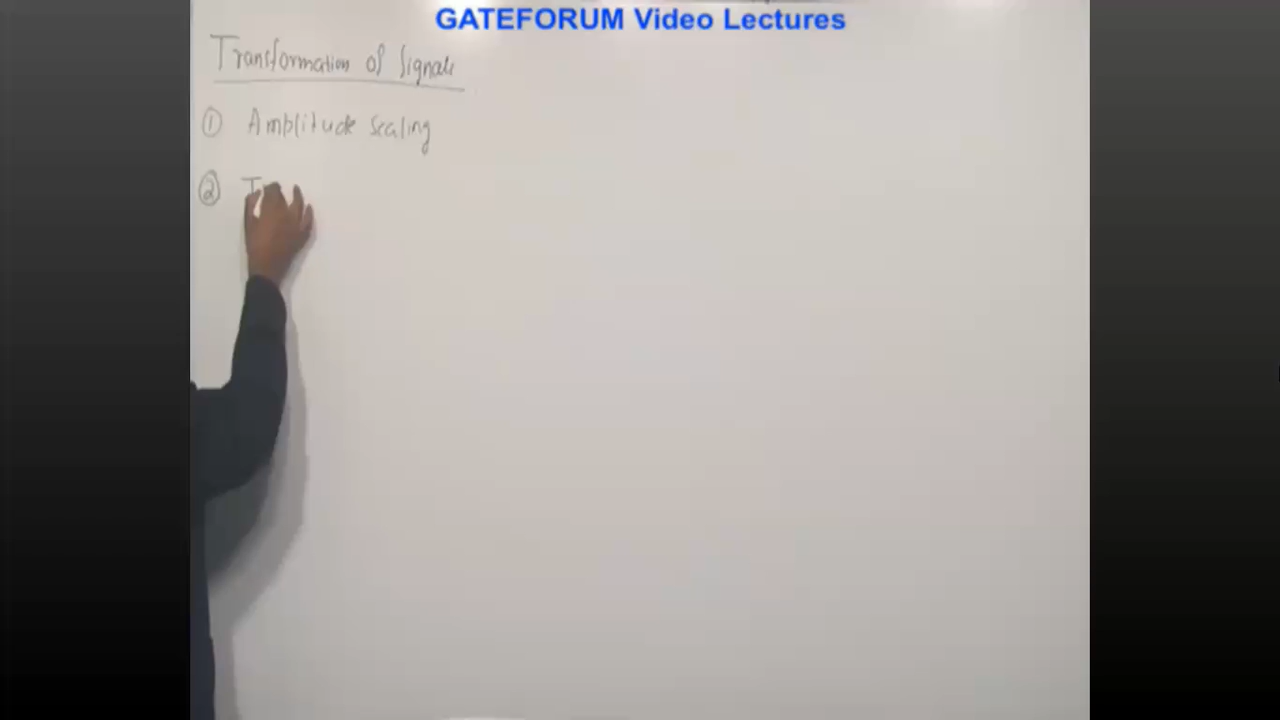 GATEFORUM Video Lectures
Transformation of Signals
① Amplitude Scaling
②